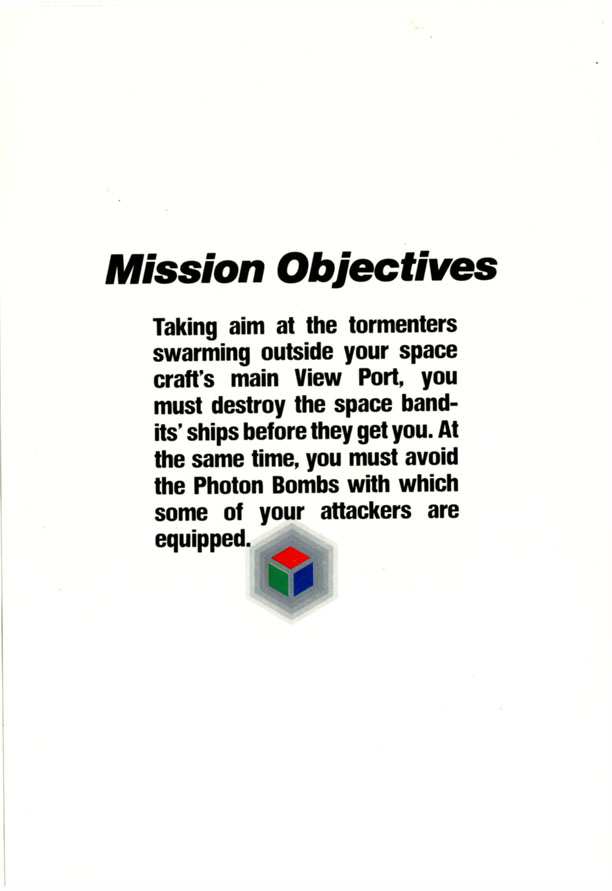 Mission Objectives
Taking aim at the tormenters
swarming outside your space
craft's main View Port, you
must destroy the space band-
its' ships before they get you. At
the same time, you must avoid
the Photon Bombs with which
some of your attackers are
equipped.